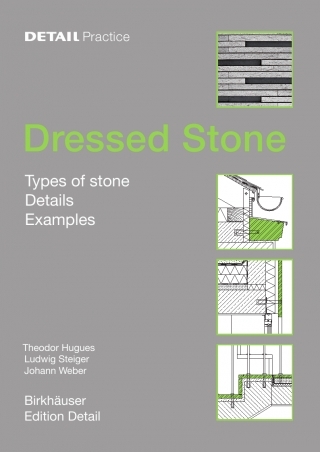 DETAIL Practice
Dressed Stone
Types of stone
Details
Examples
Theodor Hugues
Ludwig Steiger
Johann Weber
Birkhäuser
Edition Detail